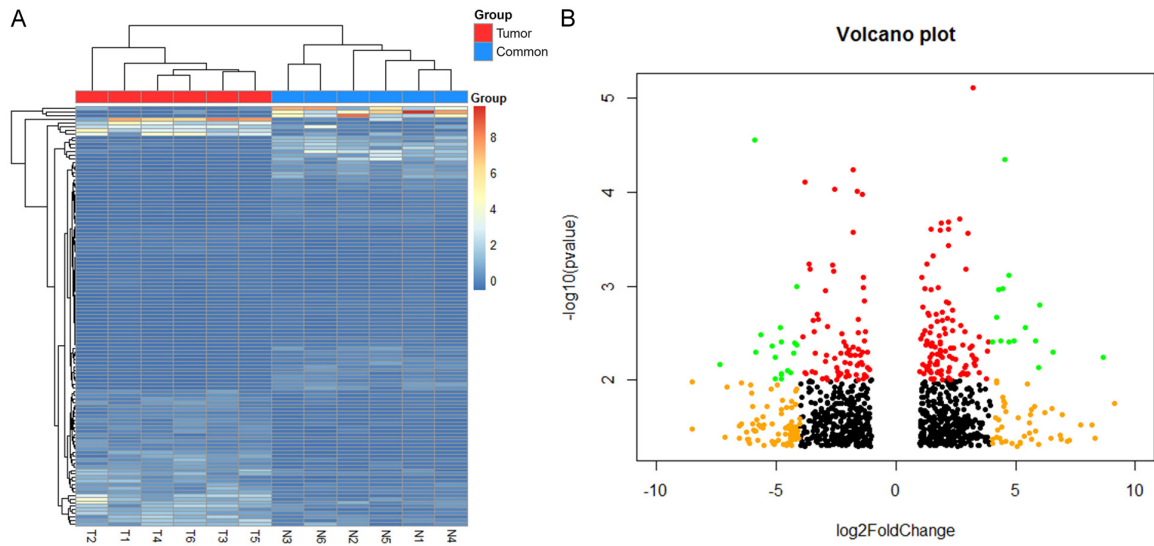 A
Group
Tumor
Common
Group
8
6
4
2
0
T2 T1 T4 T6 T3 T5 N3 N6 N2 N5 N1 N4
B
Volcano plot
5
4
3
2
-log10(pvalue)
-10 -5 0 5 10
log2FoldChange